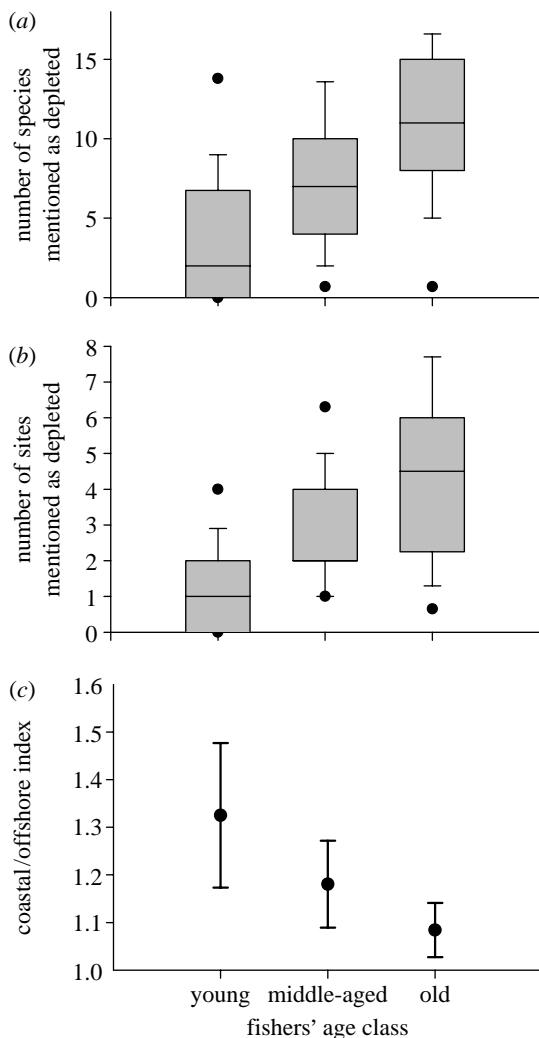 (a)
number of species
mentioned as depleted
15
10
5
0
(b)
number of sites
mentioned as depleted
8
7
6
5
4
3
2
1
0
(c)
coastal/offshore index
1.6
1.5
1.4
1.3
1.2
1.1
1.0
young middle-aged old
fishers' age class